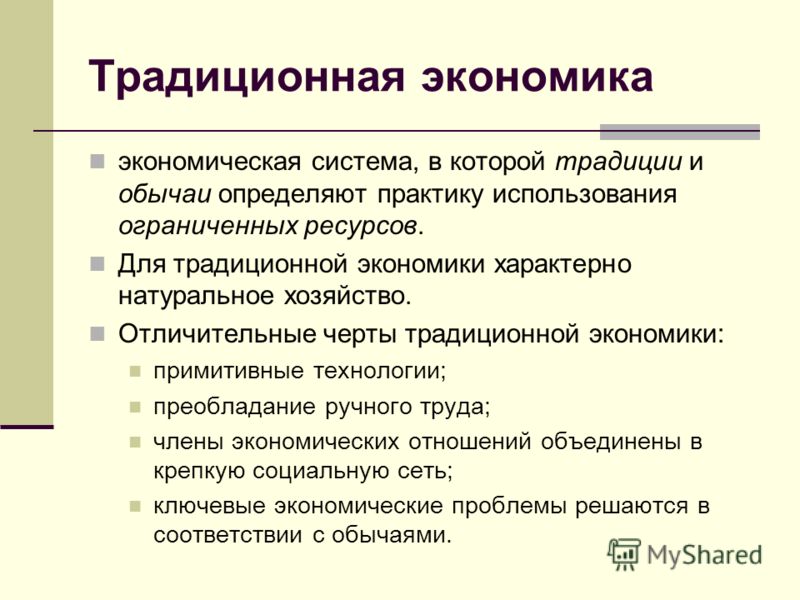 Традиционная экономика
экономическая система, в которой традиции и
обычаи определяют практику использования
ограниченных ресурсов.
Для традиционной экономики характерно
натуральное хозяйство.
Отличительные черты традиционной экономики:
примитивные технологии;
преобладание ручного труда;
члены экономических отношений объединены в
крепкую социальную сеть;
ключевые экономические проблемы решаются в
соответствии с обычаями.
MyShared